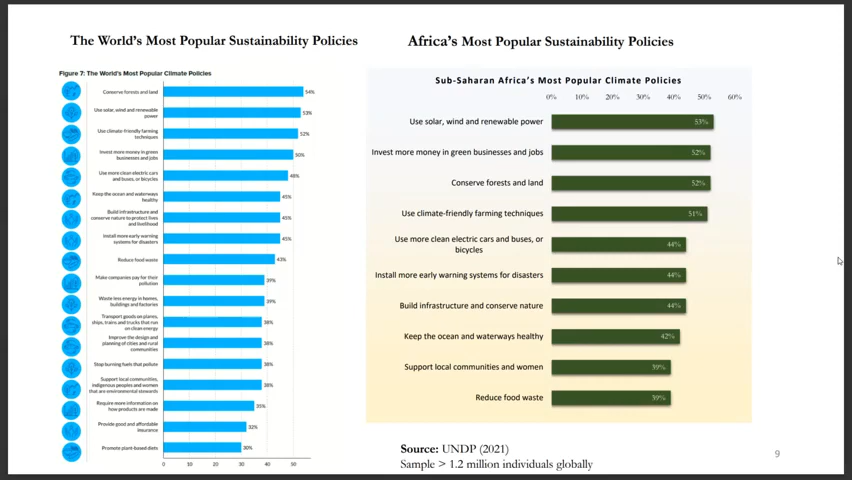 The World's Most Popular Sustainability Policies
Figure 7: The World's Most Popular Climate Policies
Conserve forests and land
54%
Use solar, wind and renewable
power
53%
Use climate-friendly farming
techniques
52%
Invest more money in green
businesses and jobs
50%
Use more clean electric cars
and buses, or bicycles
48%
Keep the ocean and waterways
healthy
45%
Build infrastructure and
conserve nature to protect lives
and livelihood
45%
Install more early warning
systems for disasters
45%
Reduce food waste
43%
Make companies pay for their
pollution
39%
Waste less energy in homes,
buildings and factories
39%
Transport goods on planes,
ships, trains and trucks that run
on clean energy
38%
Improve the design and
planning of cities and rural
communities
38%
Stop burning fuels that pollute
38%
Support local communities,
indigenous peoples and women
that are environmental stewards
38%
Require more information on
how products are made
35%
Provide good and affordable
insurance
32%
Promote plant-based diets
30%
0 10 20 30 40 50
Africa's Most Popular Sustainability Policies
Sub-Saharan Africa's Most Popular Climate Policies
0% 10% 20% 30% 40% 50% 60%
Use solar, wind and renewable power
53%
Invest more money in green businesses and jobs
52%
Conserve forests and land
52%
Use climate-friendly farming techniques
51%
Use more clean electric cars and buses, or
bicycles
44%
Install more early warning systems for disasters
44%
Build infrastructure and conserve nature
44%
Keep the ocean and waterways healthy
42%
Support local communities and women
39%
Reduce food waste
39%
Source: UNDP (2021)
Sample > 1.2 million individuals globally
9